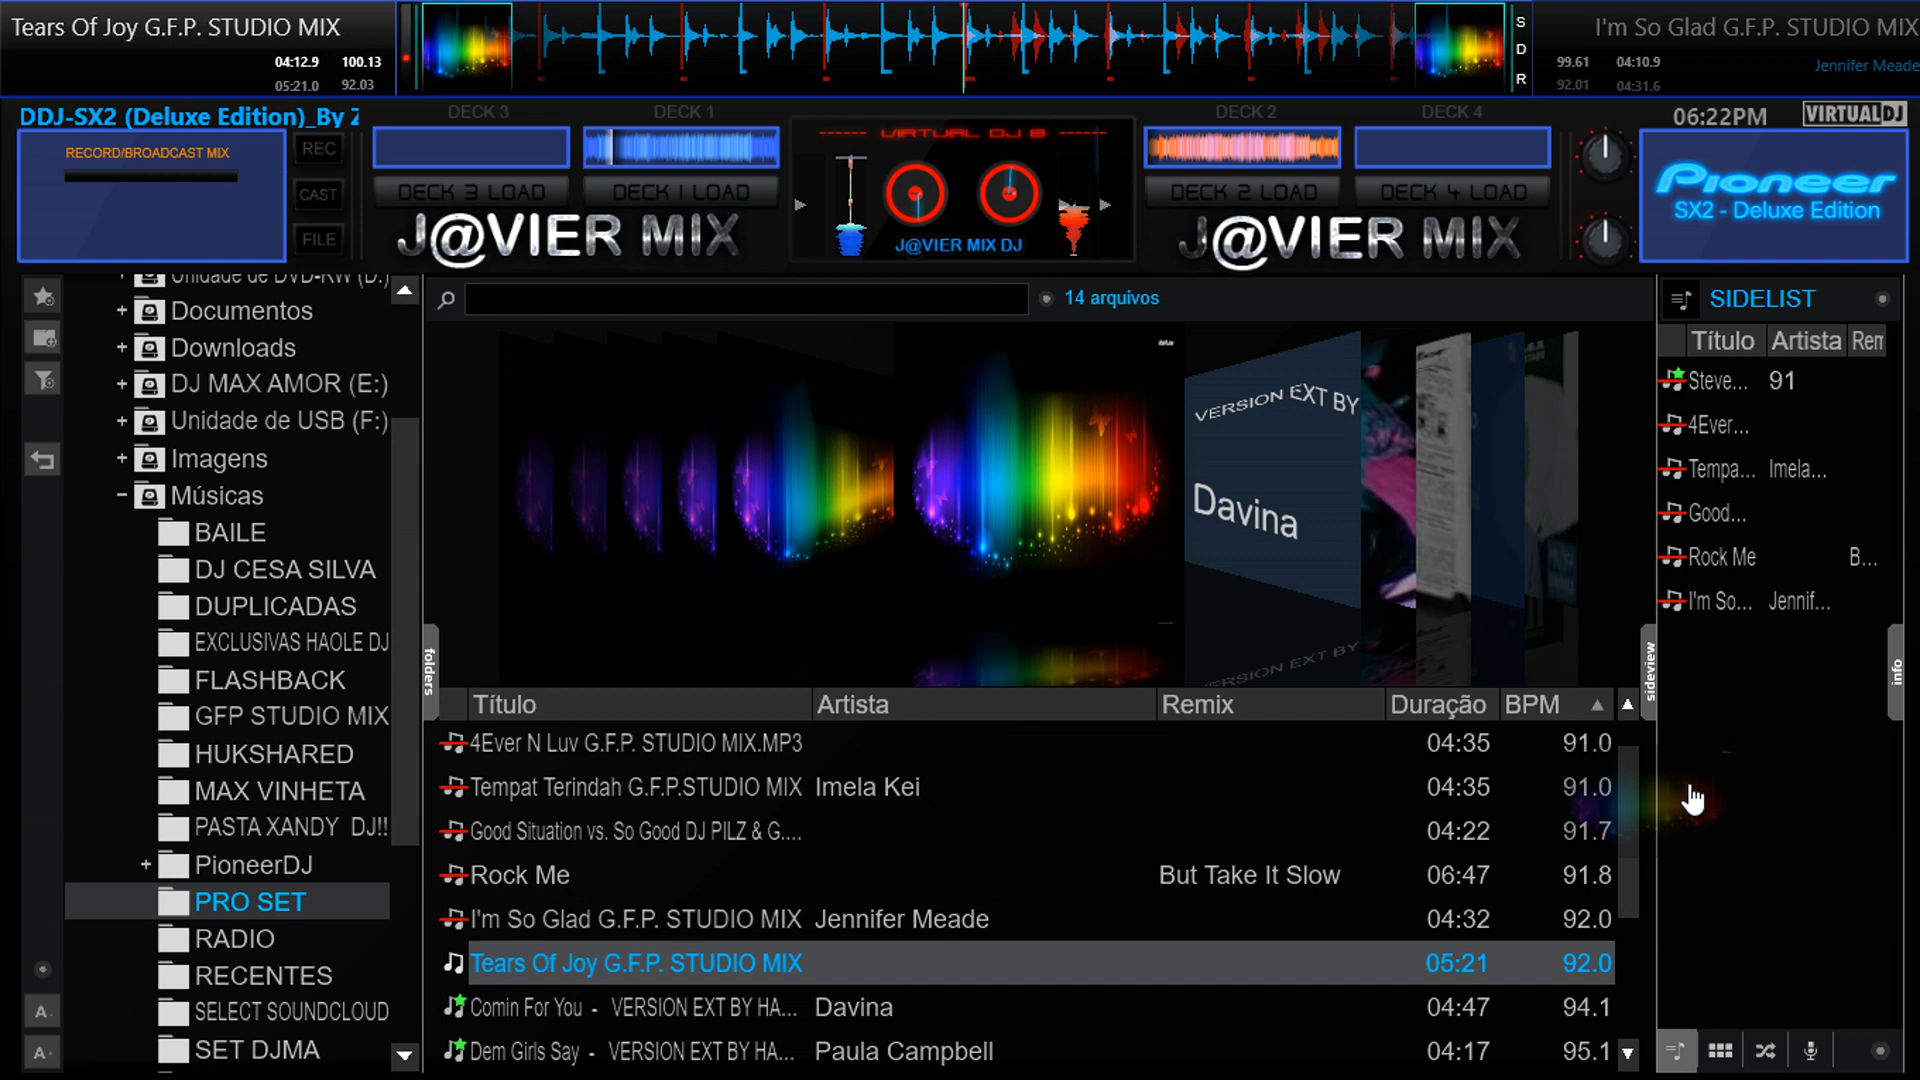 Tears Of Joy G.F.P. STUDIO MIX
04:12.9 100.13
05:21.0 92.03
S
D
R
I'm So Glad G.F.P. STUDIO MIX
99.61 04:10.9 Jennifer Meade
92.01 04:31.6
DDJ-SX2 (Deluxe Edition)_By Z
DECK 3 DECK 1 DECK 2 DECK 4
06:22PM VIRTUALDJ
RECORD/BROADCAST MIX
REC
CAST
FILE
VIRTUAL DJ 8
DECK 3 LOAD DECK 1 LOAD DECK 2 LOAD DECK 4 LOAD
J@VIER MIX
J@VIER MIX DJ
J@VIER MIX
Pioneer
SX2 - Deluxe Edition
Unidade de DVD-RW (D:)
+ Documentos
+ Downloads
+ DJ MAX AMOR (E:)
+ Unidade de USB (F:)
+ Imagens
− Músicas
BAILE
DJ CESA SILVA
DUPLICADAS
EXCLUSIVAS HAOLE DJ
FLASHBACK
GFP STUDIO MIX
HUKSHARED
MAX VINHETA
PASTA XANDY DJ!!
+ PioneerDJ
PRO SET
RADIO
RECENTES
SELECT SOUNDCLOUD
SET DJMA
A
A
folders
14 arquivos
VERSION EXT BY
Davina
VERSION EXT BY
Título Artista Remix Duração BPM
4Ever N Luv G.F.P. STUDIO MIX.MP3 04:35 91.0
Tempat Terindah G.F.P.STUDIO MIX Imela Kei 04:35 91.0
Good Situation vs. So Good DJ PILZ & G.... 04:22 91.7
Rock Me But Take It Slow 06:47 91.8
I'm So Glad G.F.P. STUDIO MIX Jennifer Meade 04:32 92.0
Tears Of Joy G.F.P. STUDIO MIX 05:21 92.0
Comin For You - VERSION EXT BY HA... Davina 04:47 94.1
Dem Girls Say - VERSION EXT BY HA... Paula Campbell 04:17 95.1
sideview
SIDELIST
Título Artista Rem
Steve... 91
4Ever...
Tempa... Imela...
Good...
Rock Me B...
I'm So... Jennif...
info